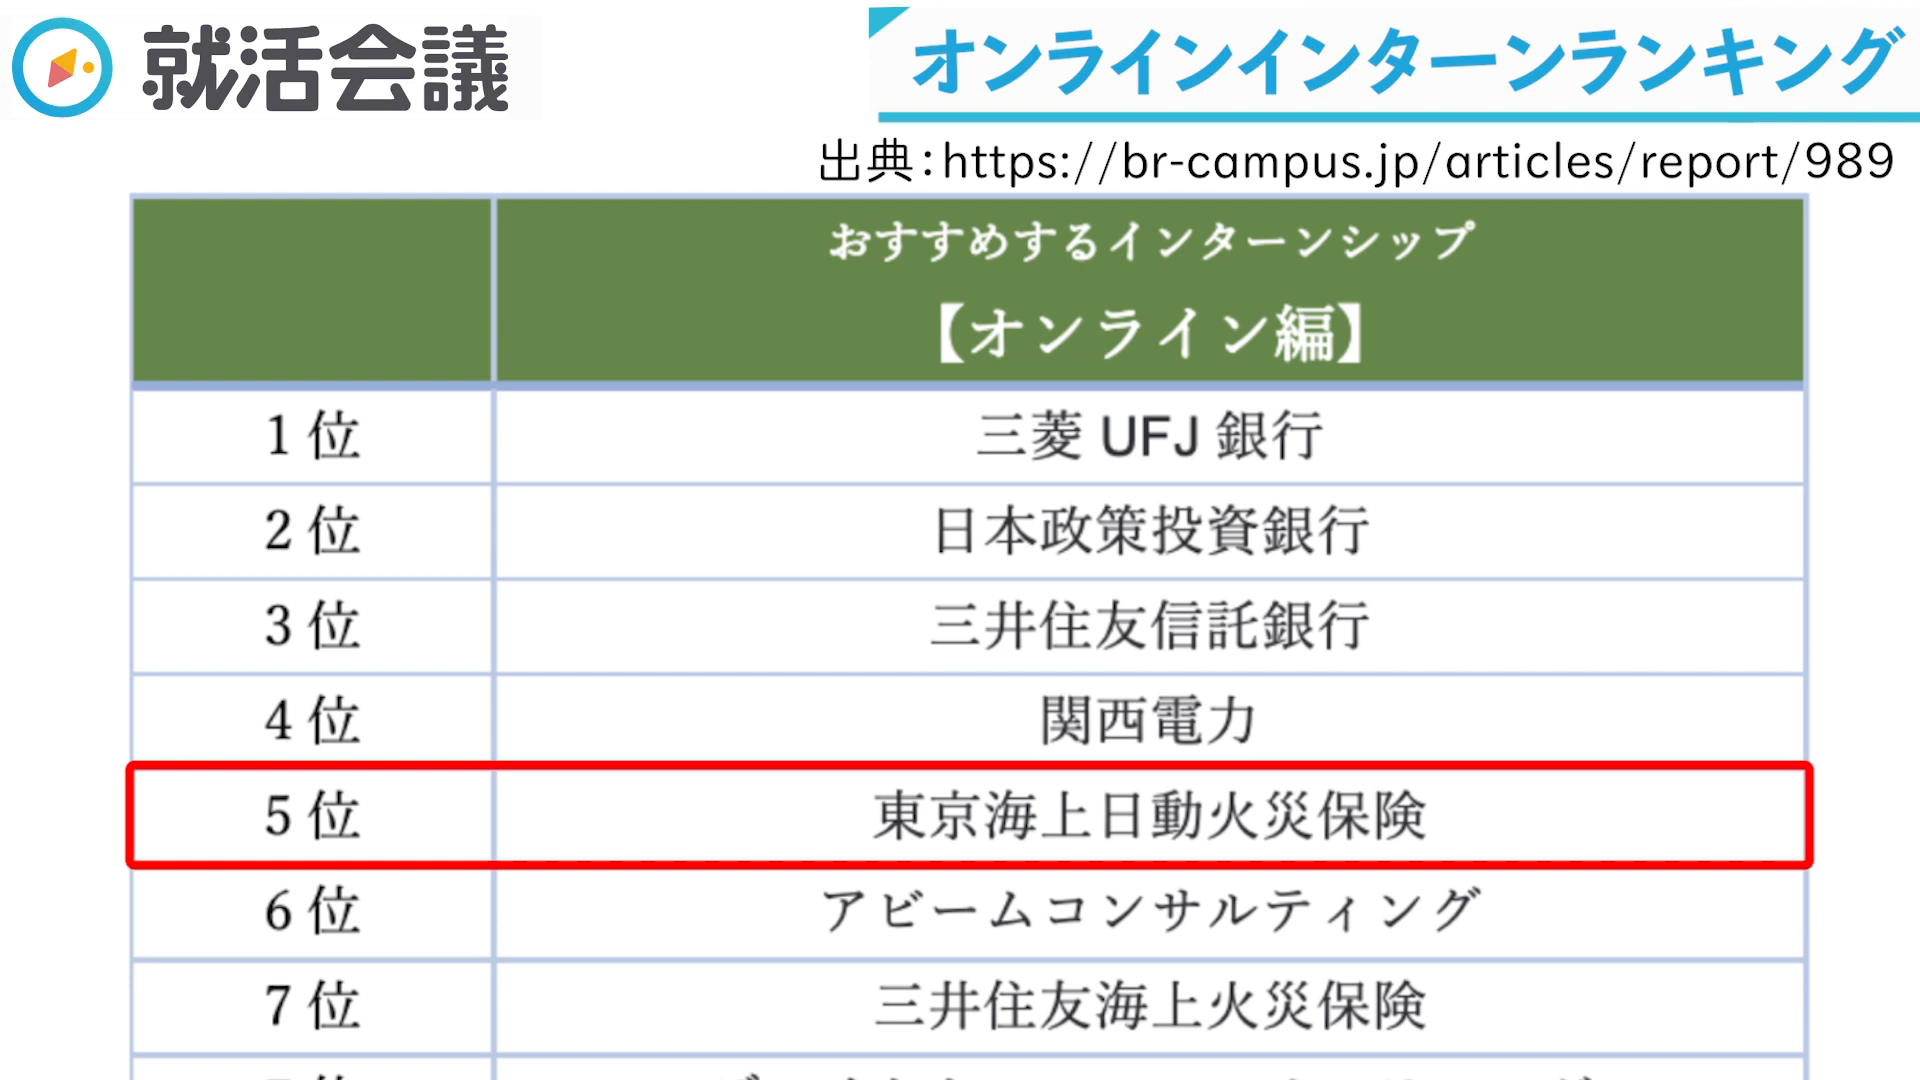 就活会議
オンラインインターンランキング
出典：https://br-campus.jp/articles/report/989
おすすめするインターンシップ
【オンライン編】
1位 三菱UFJ銀行
2位 日本政策投資銀行
3位 三井住友信託銀行
4位 関西電力
5位 東京海上日動火災保険
6位 アビームコンサルティング
7位 三井住友海上火災保険